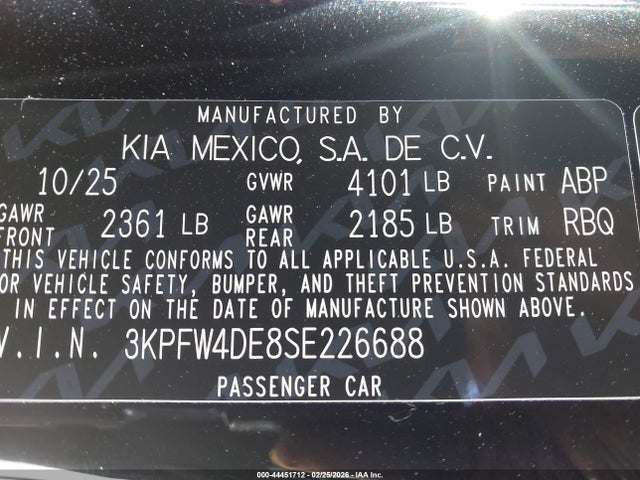 MANUFACTURED BY
KIA MEXICO, S.A. DE C.V.
10/25 GVWR 4101 LB PAINT ABP
GAWR FRONT 2361 LB GAWR REAR 2185 LB TRIM RBQ
THIS VEHICLE CONFORMS TO ALL APPLICABLE U.S.A. FEDERAL
OR VEHICLE SAFETY, BUMPER, AND THEFT PREVENTION STANDARDS
IN EFFECT ON THE DATE OF MANUFACTURE SHOWN ABOVE.
V.I.N. 3KPFW4DE8SE226688
PASSENGER CAR
000-44451712 - 02/25/2026 - IAA Inc.